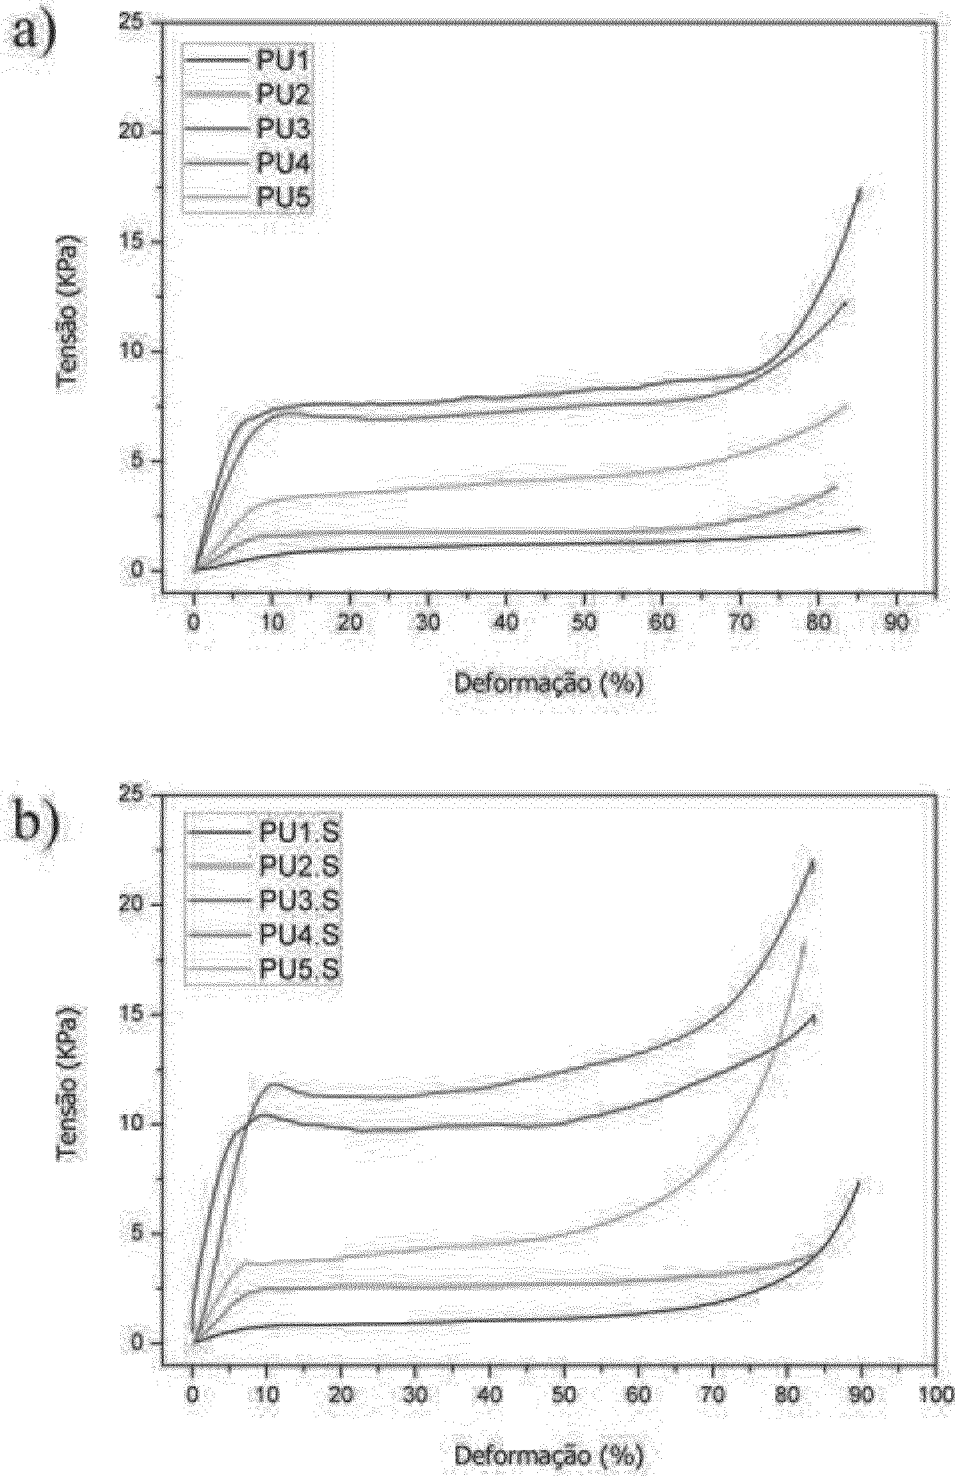 a)
25
20
15
10
5
0
Tensão (KPa)
PU1
PU2
PU3
PU4
PU5
0 10 20 30 40 50 60 70 80 90
Deformação (%)
b)
25
20
15
10
5
0
Tensão (KPa)
PU1.S
PU2.S
PU3.S
PU4.S
PU5.S
0 10 20 30 40 50 60 70 80 90 100
Deformação (%)